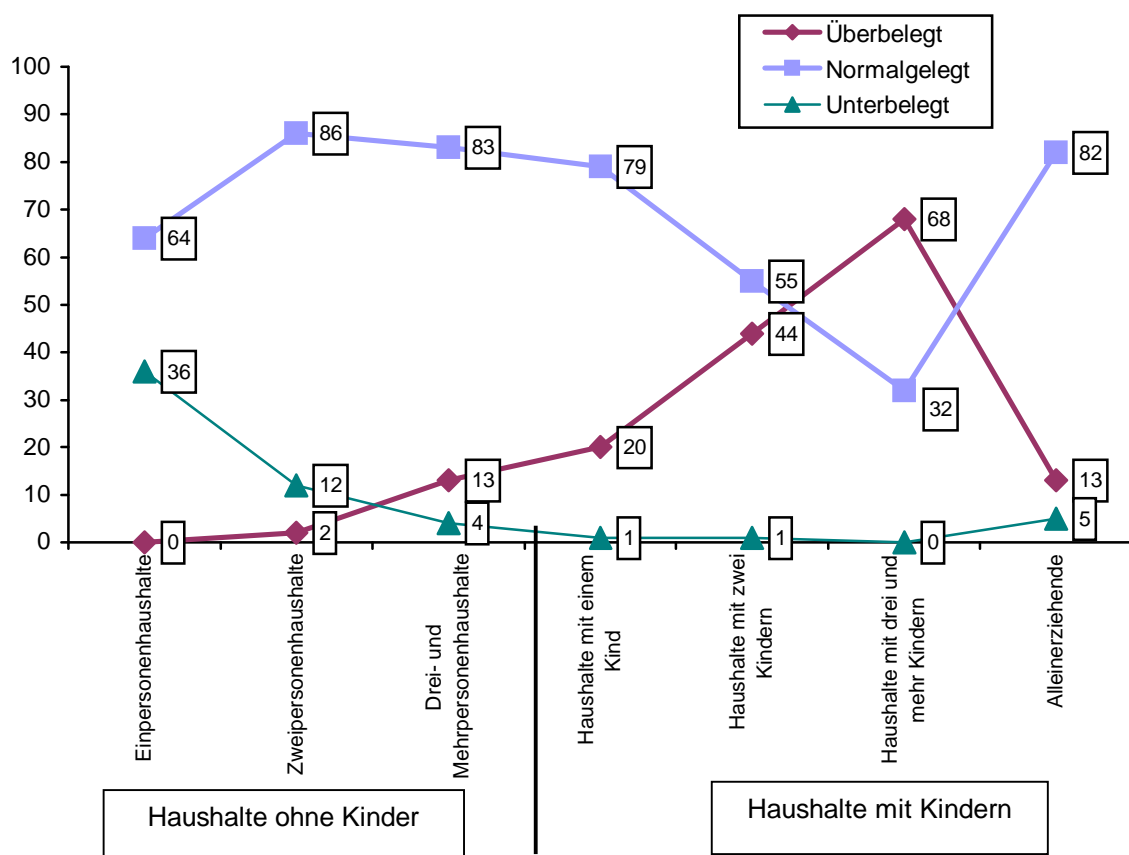 Überbelegt
Normalgelegt
Unterbelegt
100
90
80
70
60
50
40
30
20
10
0
64
86
83
79
55
32
82
0
2
13
20
44
68
13
36
12
4
1
1
0
5
Einpersonenhaushalte
Zweipersonenhaushalte
Drei- und
Mehrpersonenhaushalte
Haushalte mit einem
Kind
Haushalte mit zwei
Kindern
Haushalte mit drei und
mehr Kindern
Alleinerziehende
Haushalte ohne Kinder
Haushalte mit Kindern